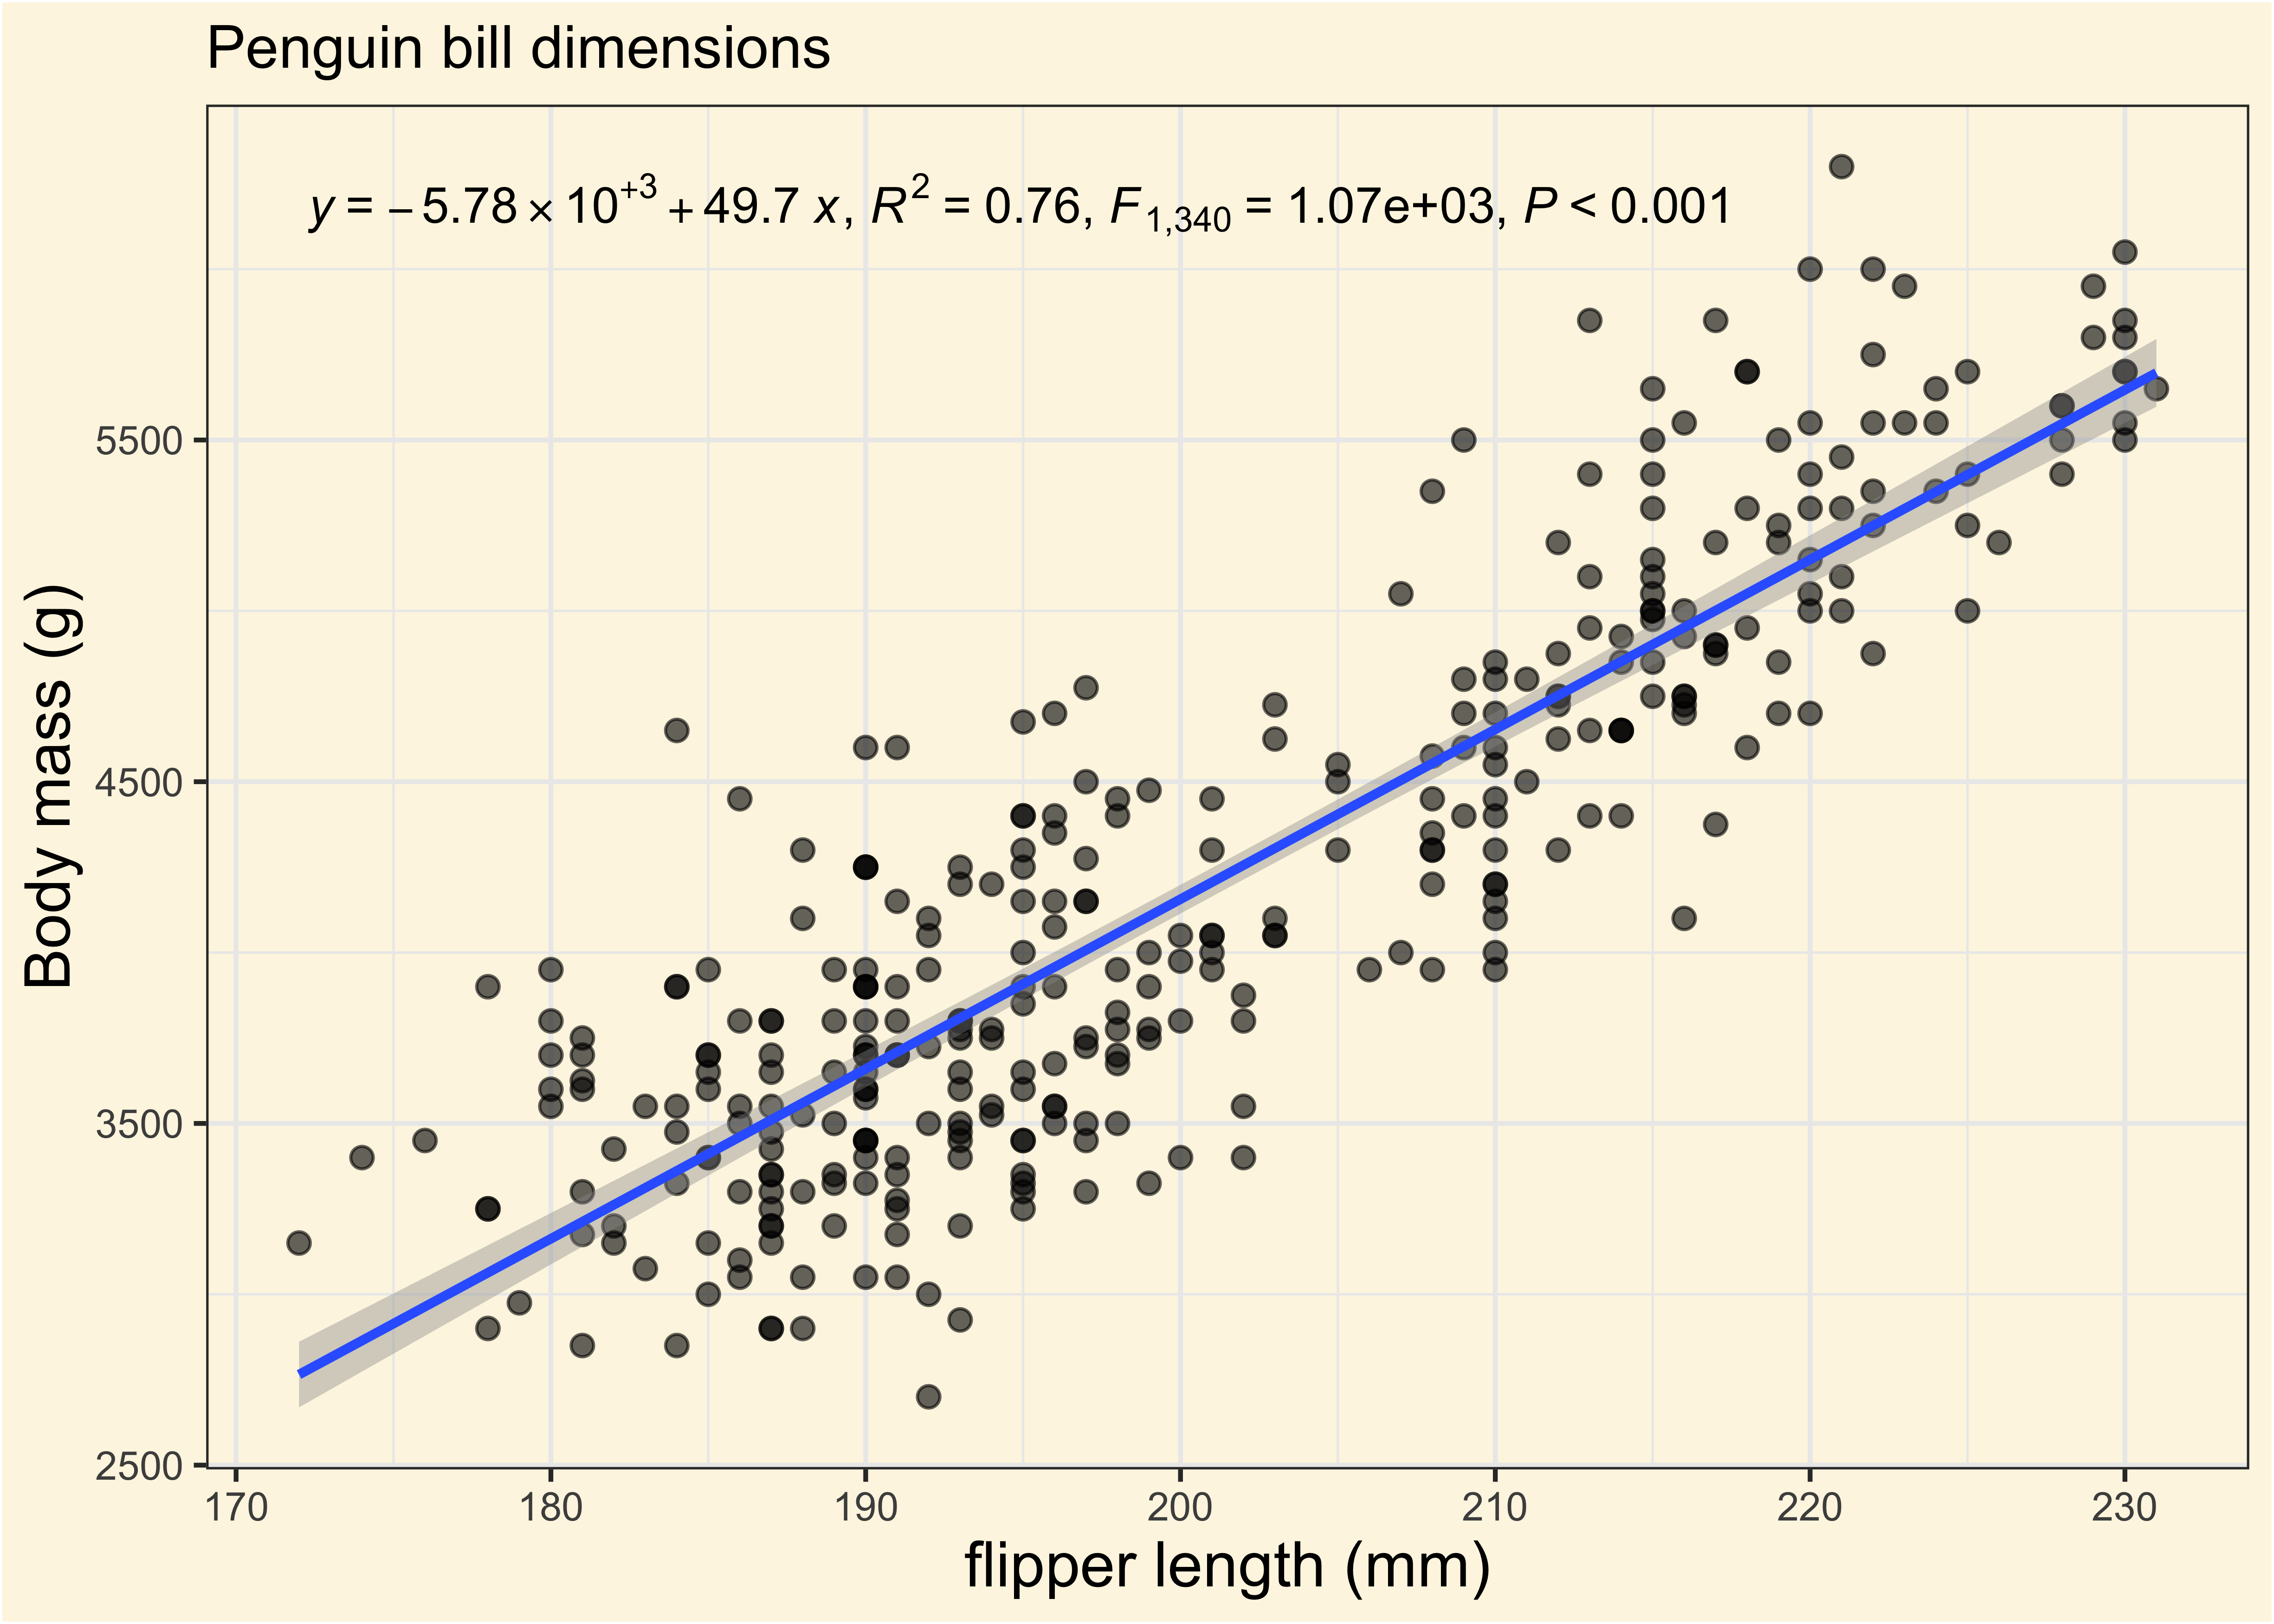 Penguin bill dimensions
y = − 5.78 × 10⁺³ + 49.7 x, R² = 0.76, F₁,₃₄₀ = 1.07e+03, P < 0.001
Body mass (g)
5500
4500
3500
2500
170 180 190 200 210 220 230
flipper length (mm)